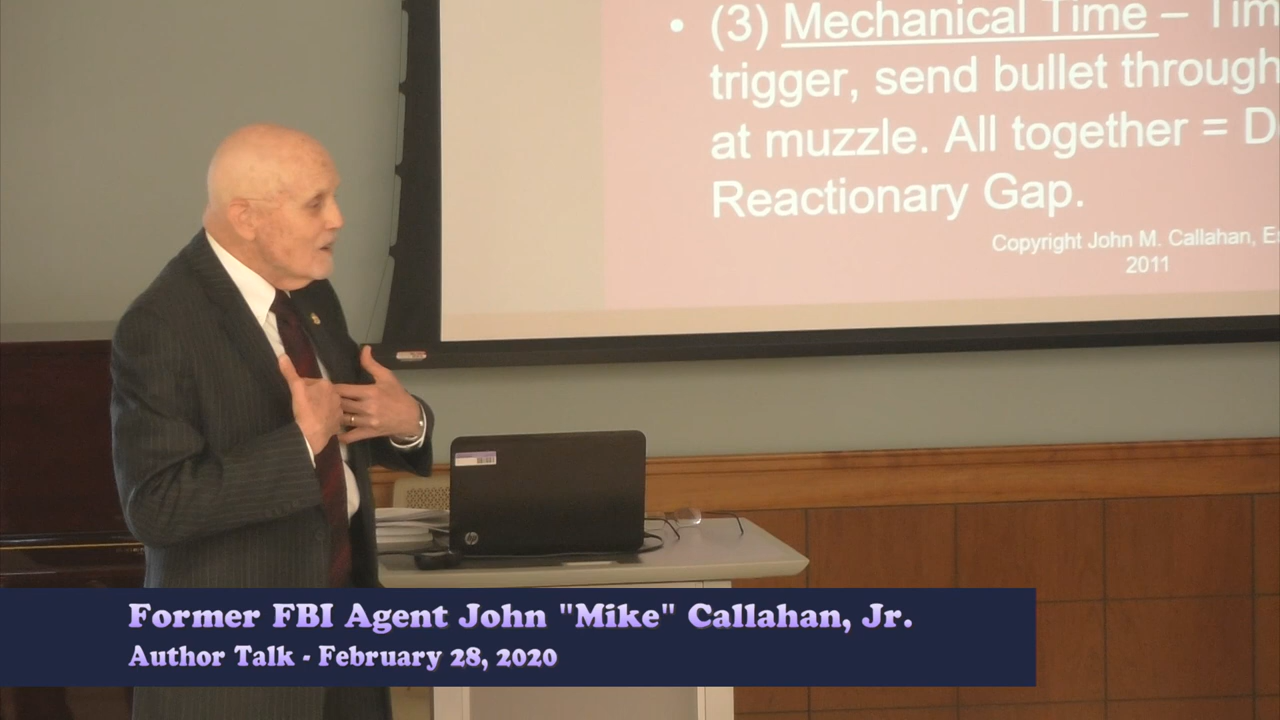 • (3) Mechanical Time –
trigger, send bullet through
at muzzle. All together =
Reactionary Gap.
Copyright John M. Callahan,
2011
hp
Former FBI Agent John "Mike" Callahan, Jr.
Author Talk - February 28, 2020